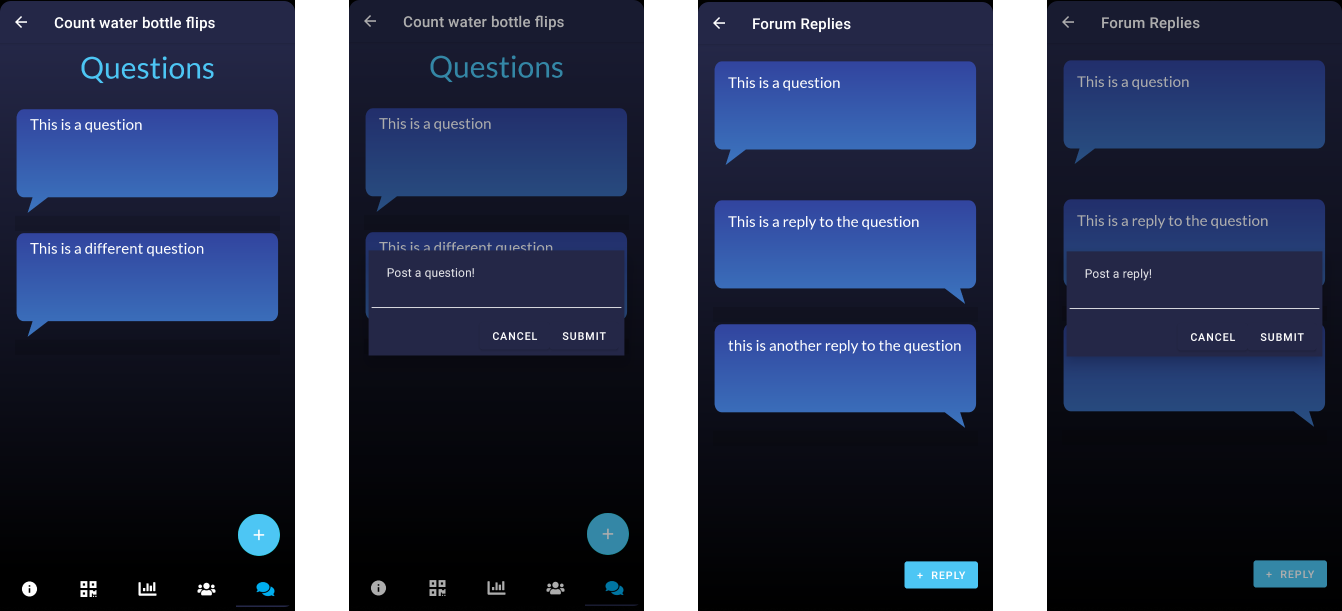 Count water bottle flips
Questions
This is a question
This is a different question
+
Count water bottle flips
Questions
This is a question
This is a different question
Post a question!
CANCEL SUBMIT
+
Forum Replies
This is a question
This is a reply to the question
this is another reply to the question
+ REPLY
Forum Replies
This is a question
This is a reply to the question
Post a reply!
CANCEL SUBMIT
+ REPLY